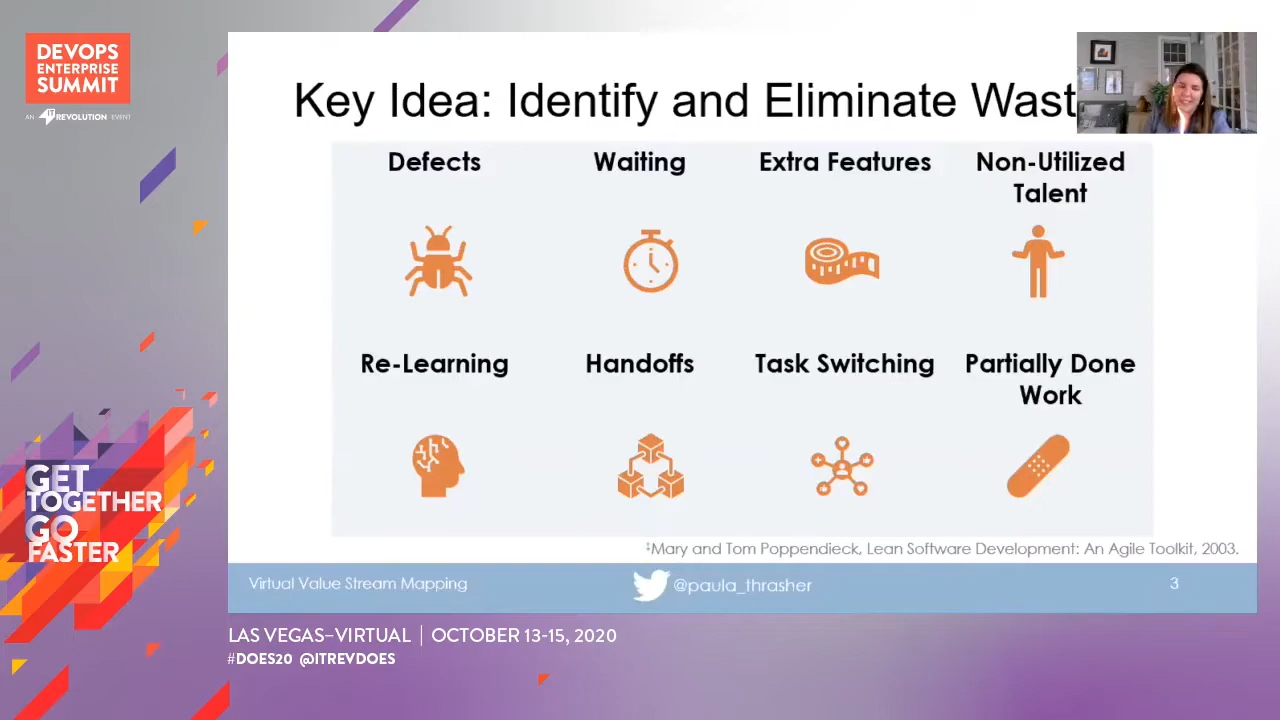 DEVOPS
ENTERPRISE
SUMMIT
AN IT REVOLUTION EVENT
Key Idea: Identify and Eliminate Wast
Defects
Waiting
Extra Features
Non-Utilized
Talent
Re-Learning
Handoffs
Task Switching
Partially Done
Work
‡Mary and Tom Poppendieck, Lean Software Development: An Agile Toolkit, 2003.
Virtual Value Stream Mapping
@paula_thrasher
3
GET
TOGETHER
GO
FASTER
LAS VEGAS–VIRTUAL | OCTOBER 13-15, 2020
#DOES20 @ITREVDOES